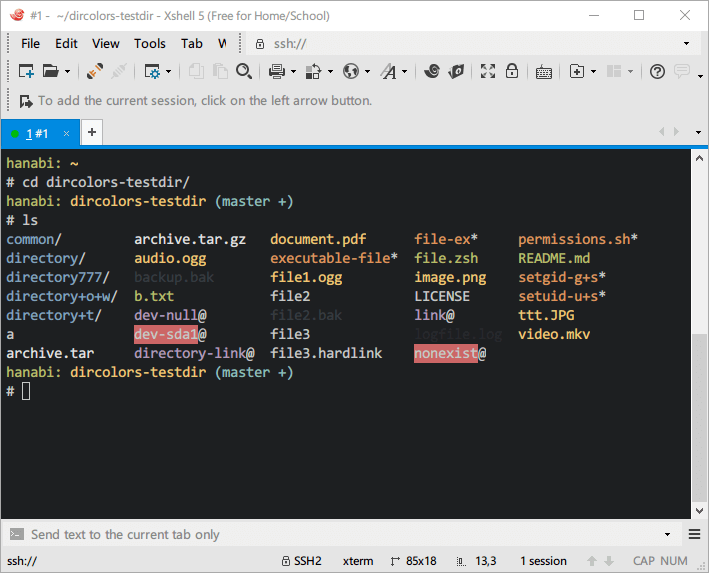 #1 - ~/dircolors-testdir - Xshell 5 (Free for Home/School)
File Edit View Tools Tab W ssh://
To add the current session, click on the left arrow button.
1 #1
hanabi: ~
# cd dircolors-testdir/
hanabi: dircolors-testdir (master +)
# ls
common/ archive.tar.gz document.pdf file-ex* permissions.sh*
directory/ audio.ogg executable-file* file.zsh README.md
directory777/ backup.bak file1.ogg image.png setgid-g+s*
directory+o+w/ b.txt file2 LICENSE setuid-u+s*
directory+t/ dev-null@ file2.bak link@ ttt.JPG
a dev-sda1@ file3 logfile.log video.mkv
archive.tar directory-link@ file3.hardlink nonexist@
hanabi: dircolors-testdir (master +)
#
Send text to the current tab only
ssh:// SSH2 xterm 85x18 13,3 1 session CAP NUM